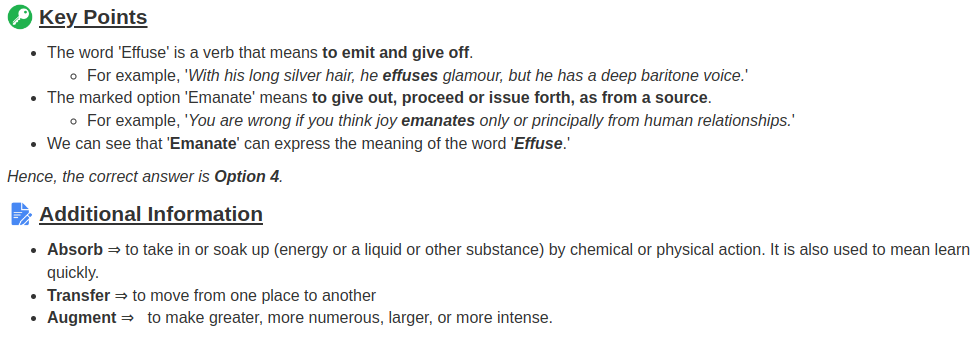 Key Points
The word 'Effuse' is a verb that means to emit and give off.
For example, 'With his long silver hair, he effuses glamour, but he has a deep baritone voice.'
The marked option 'Emanate' means to give out, proceed or issue forth, as from a source.
For example, 'You are wrong if you think joy emanates only or principally from human relationships.'
We can see that 'Emanate' can express the meaning of the word 'Effuse.'
Hence, the correct answer is Option 4.
Additional Information
Absorb ⇒ to take in or soak up (energy or a liquid or other substance) by chemical or physical action. It is also used to mean learn
quickly.
Transfer ⇒ to move from one place to another
Augment ⇒ to make greater, more numerous, larger, or more intense.